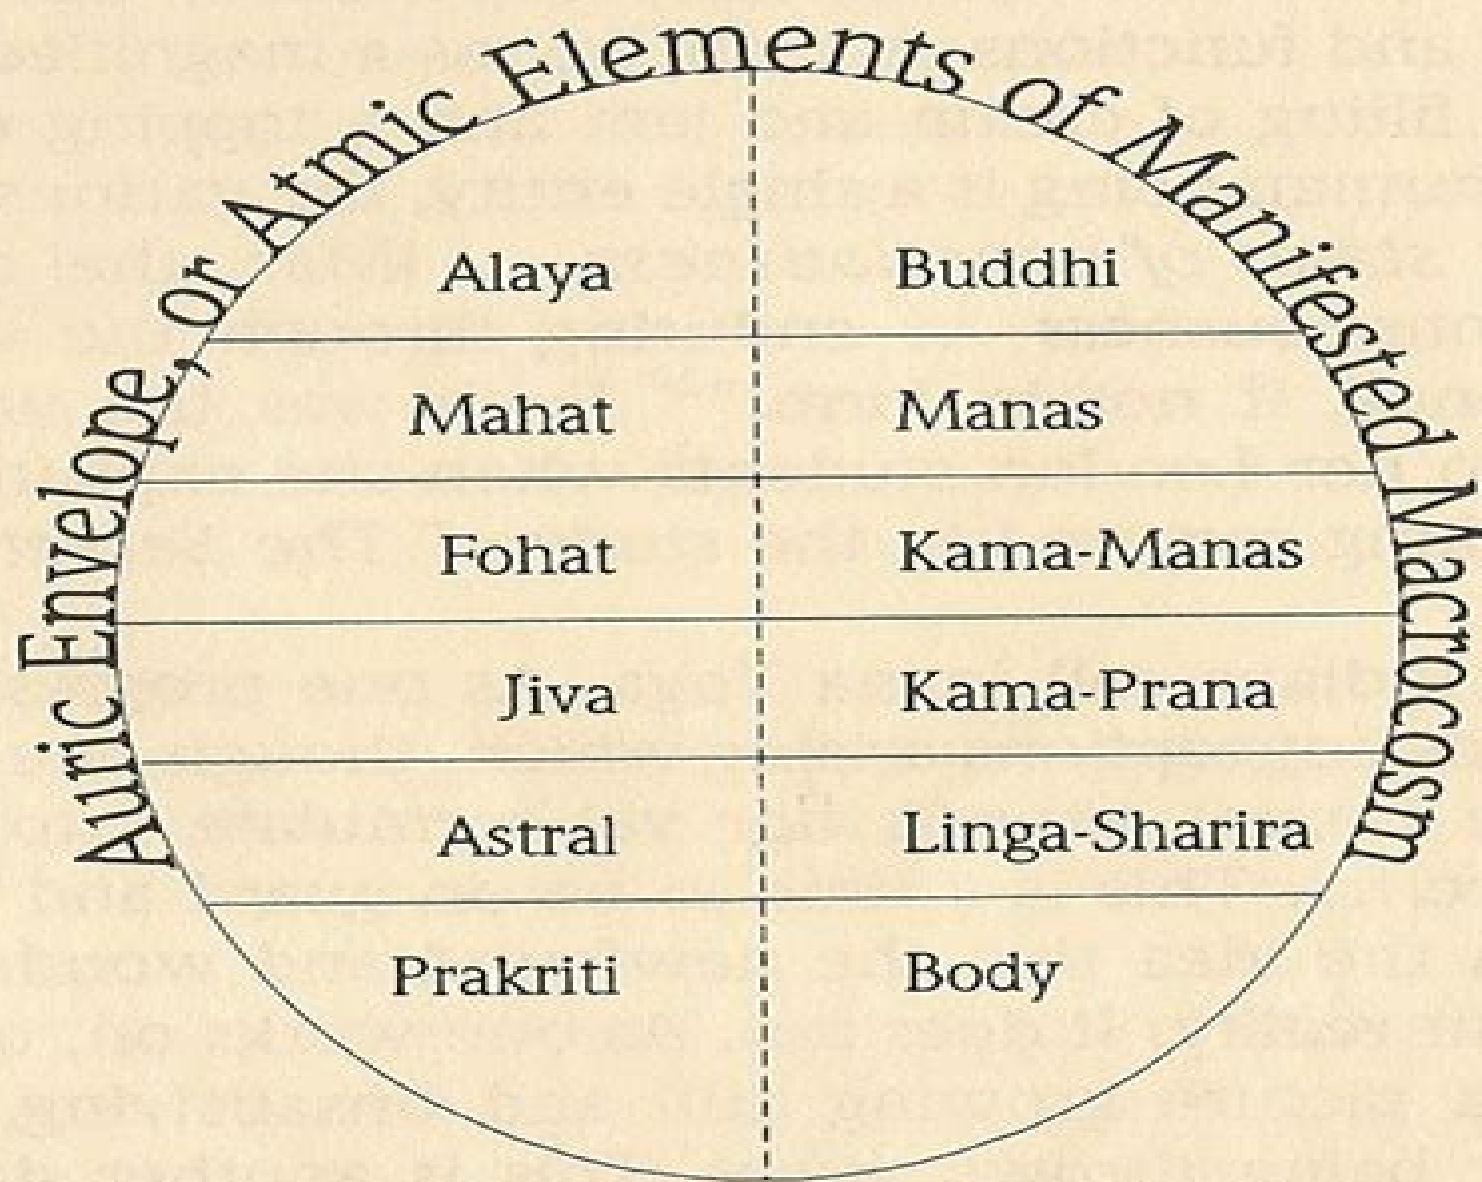 Auric Envelope, or Atmic Elements of Manifested Macrocosm
Alaya Buddhi
Mahat Manas
Fohat Kama-Manas
Jiva Kama-Prana
Astral Linga-Sharira
Prakriti Body